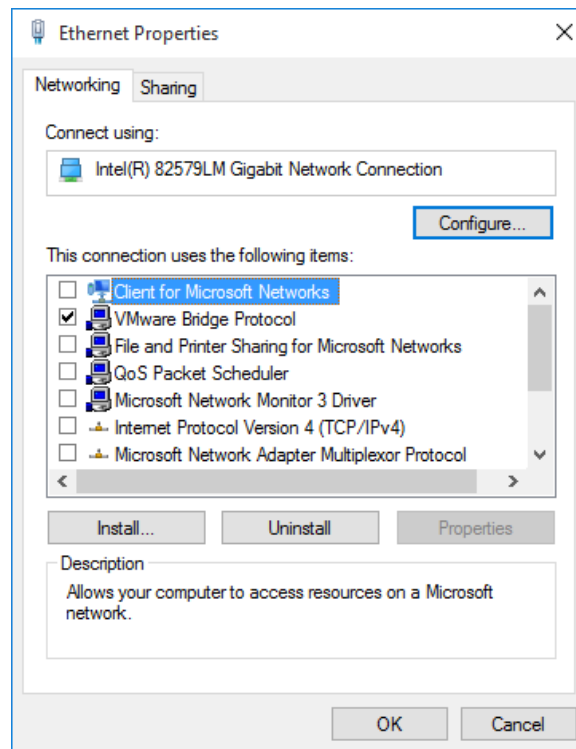 Ethernet Properties
Networking
Sharing
Connect using:
Intel(R) 82579LM Gigabit Network Connection
Configure...
This connection uses the following items:
Client for Microsoft Networks
VMware Bridge Protocol
File and Printer Sharing for Microsoft Networks
QoS Packet Scheduler
Microsoft Network Monitor 3 Driver
Internet Protocol Version 4 (TCP/IPv4)
Microsoft Network Adapter Multiplexor Protocol
Install...
Uninstall
Properties
Description
Allows your computer to access resources on a Microsoft
network.
OK
Cancel